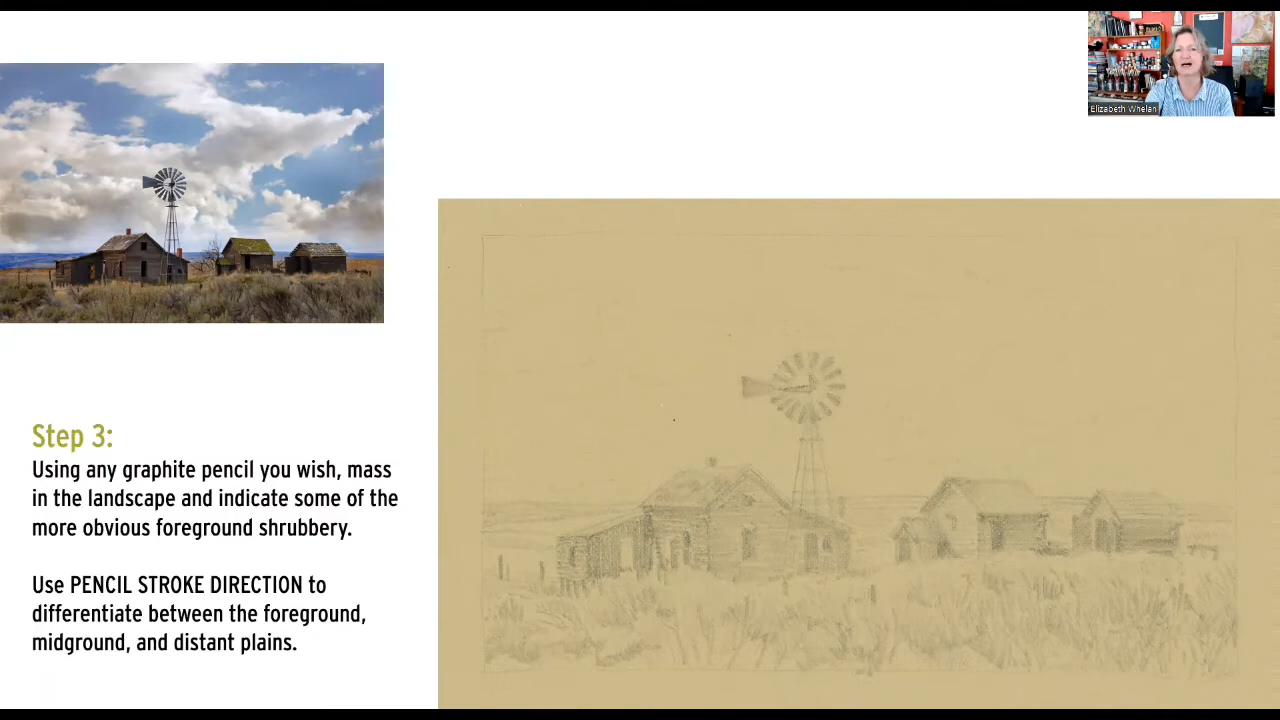 Elizabeth Whelan
Step 3:
Using any graphite pencil you wish, mass
in the landscape and indicate some of the
more obvious foreground shrubbery.
Use PENCIL STROKE DIRECTION to
differentiate between the foreground,
midground, and distant plains.